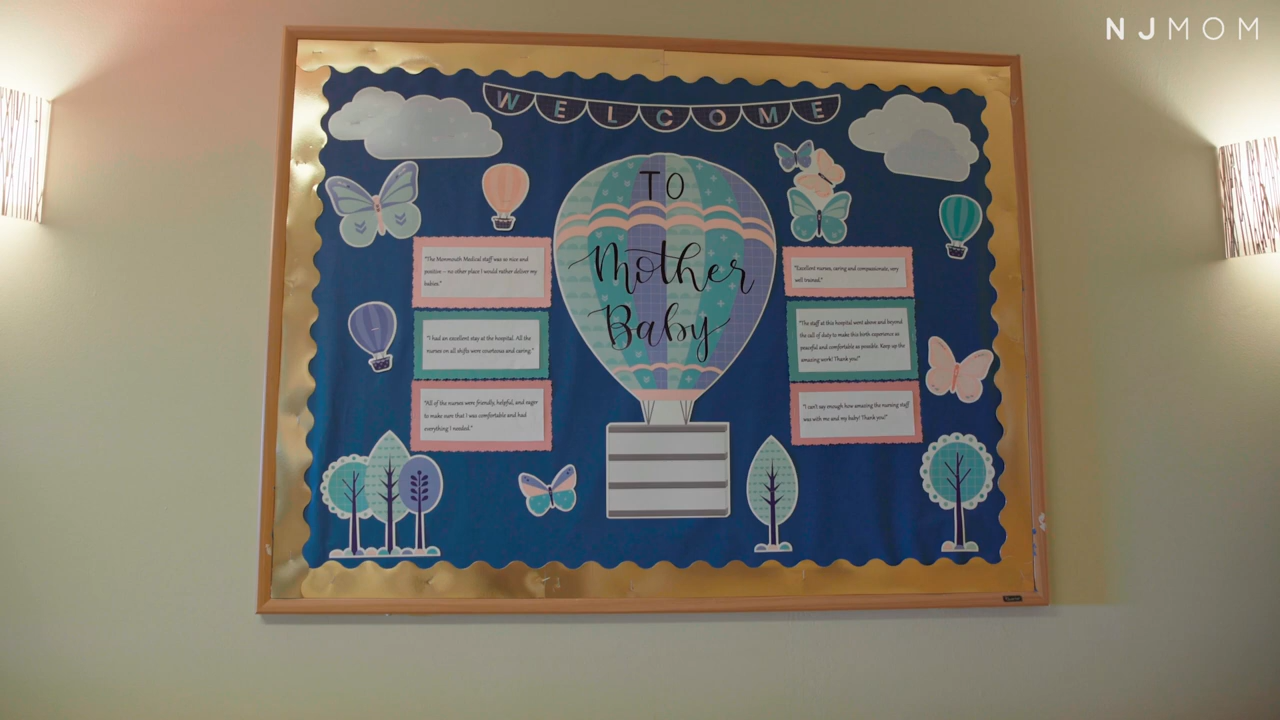 NJMOM
WELCOME
TO
Mother
Baby
"The Monmouth Medical staff was so nice and
positive – no other place I would rather deliver my
babies."
"I had an excellent stay at the hospital. All the
nurses on all shifts were courteous and caring."
"All of the nurses were friendly, helpful, and eager
to make sure that I was comfortable and had
everything I needed."
"Excellent nurses, caring and compassionate, very
well trained."
"The staff at this hospital went above and beyond
the call of duty to make this birth experience as
peaceful and comfortable as possible. Keep up the
amazing work! Thank you!"
"I can't say enough how amazing the nursing staff
was with me and my baby! Thank you!"